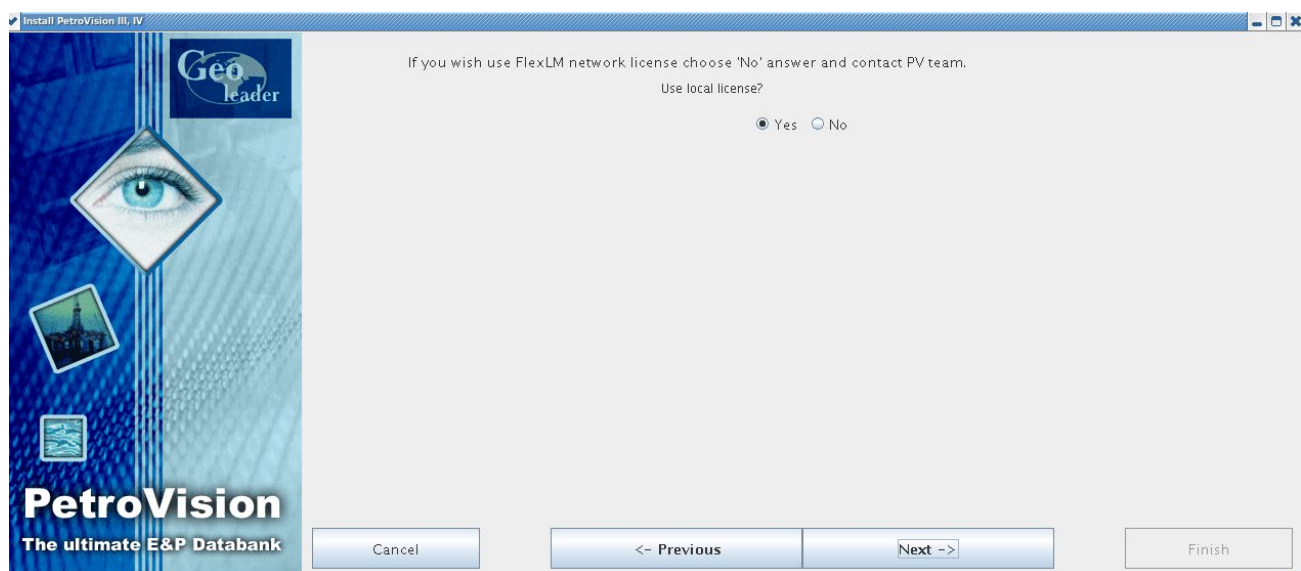 Install PetroVision III, IV
Geo
leader
If you wish use FlexLM network license choose 'No' answer and contact PV team.
Use local license?
Yes No
PetroVision
The ultimate E&P Databank
Cancel <- Previous Next -> Finish